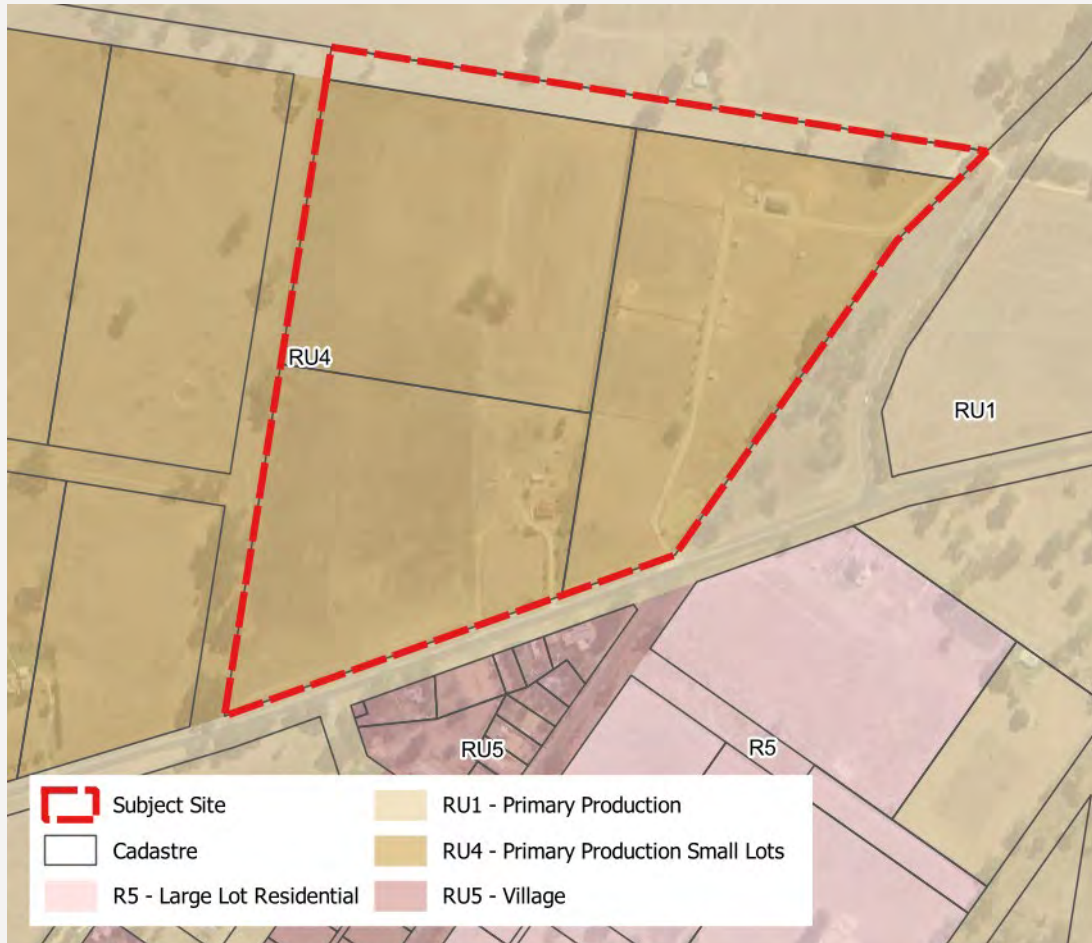 RU4
RU1
RU5
R5
Subject Site
Cadastre
R5 - Large Lot Residential
RU1 - Primary Production
RU4 - Primary Production Small Lots
RU5 - Village